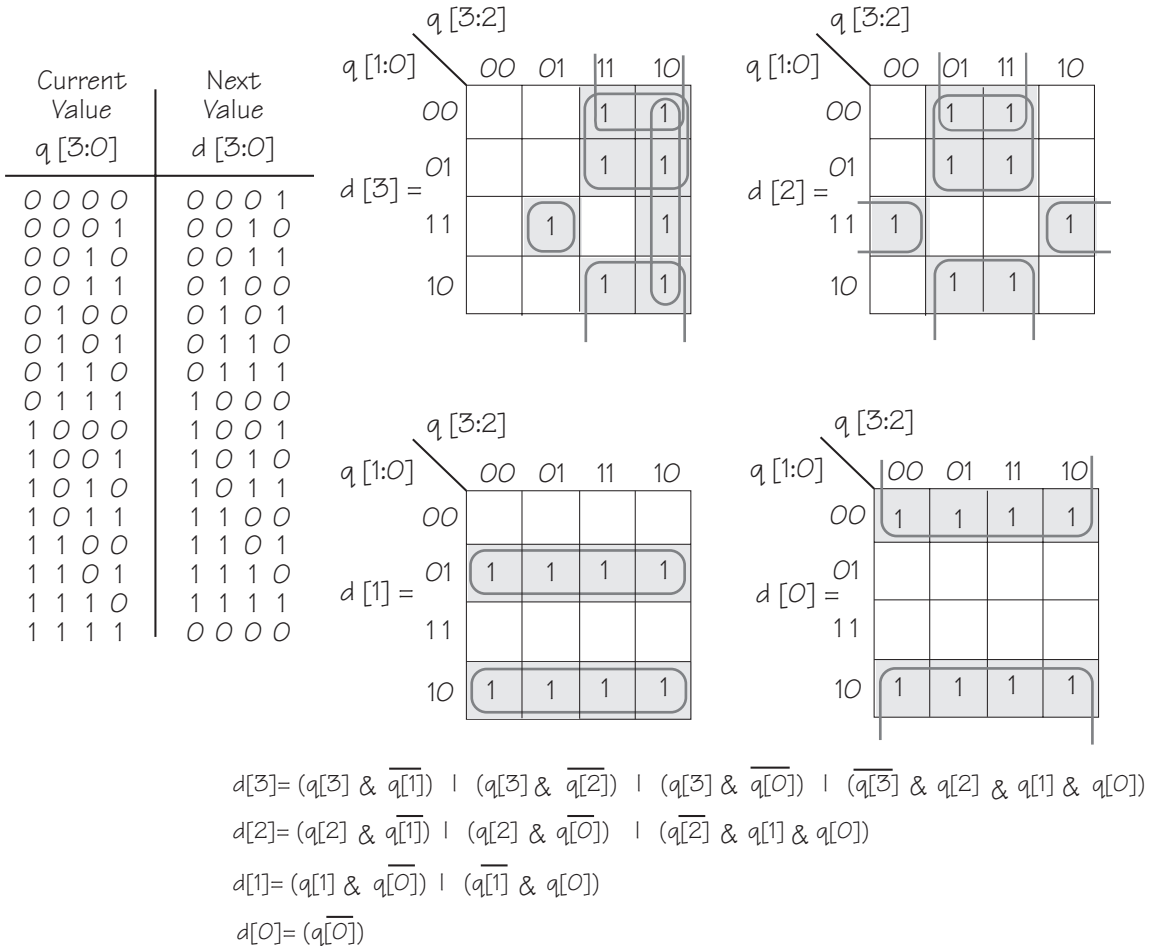 Current Value
q [3:0]
Next Value
d [3:0]
0 0 0 0 0 0 0 1
0 0 0 1 0 0 1 0
0 0 1 0 0 0 1 1
0 0 1 1 0 1 0 0
0 1 0 0 0 1 0 1
0 1 0 1 0 1 1 0
0 1 1 0 0 1 1 1
0 1 1 1 1 0 0 0
1 0 0 0 1 0 0 1
1 0 0 1 1 0 1 0
1 0 1 0 1 0 1 1
1 0 1 1 1 1 0 0
1 1 0 0 1 1 0 1
1 1 0 1 1 1 1 0
1 1 1 0 1 1 1 1
1 1 1 1 0 0 0 0
q [3:2]
q [1:0] 00 01 11 10
d [3] =
00 1 1
01 1 1
11 1 1
10 1 1
q [3:2]
q [1:0] 00 01 11 10
d [2] =
00 1 1
01 1 1
11 1 1
10 1 1
q [3:2]
q [1:0] 00 01 11 10
d [1] =
00
01 1 1 1 1
11
10 1 1 1 1
q [3:2]
q [1:0] 00 01 11 10
d [0] =
00 1 1 1 1
01
11
10 1 1 1 1
d[3]= (q[3] & q̅[̅1̅]̅) | (q[3] & q̅[̅2̅]̅) | (q[3] & q̅[̅0̅]̅) | (q̅[̅3̅]̅ & q[2] & q[1] & q[0])
d[2]= (q[2] & q̅[̅1̅]̅) | (q[2] & q̅[̅0̅]̅) | (q̅[̅2̅]̅ & q[1] & q[0])
d[1]= (q[1] & q̅[̅0̅]̅) | (q̅[̅1̅]̅ & q[0])
d[0]= (q̅[̅0̅]̅)